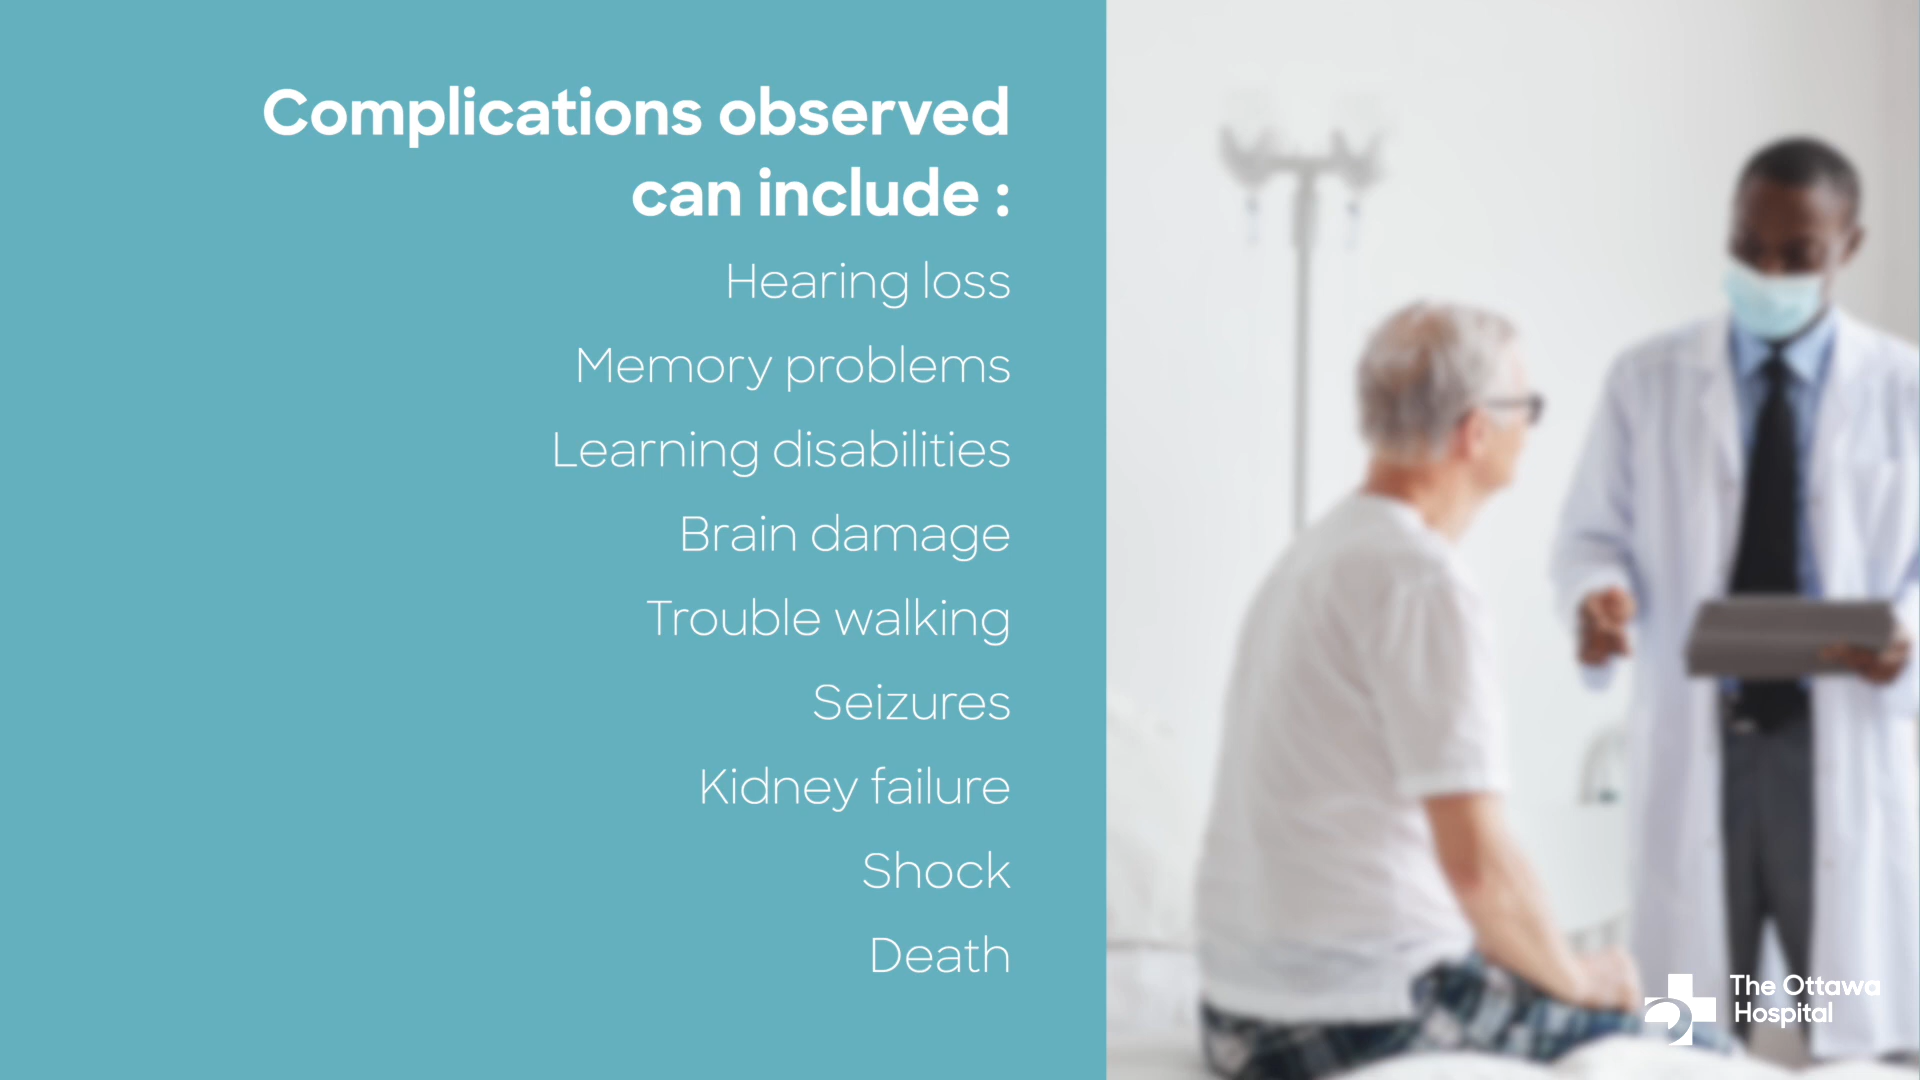 Complications observed
can include :
Hearing loss
Memory problems
Learning disabilities
Brain damage
Trouble walking
Seizures
Kidney failure
Shock
Death
The Ottawa
Hospital